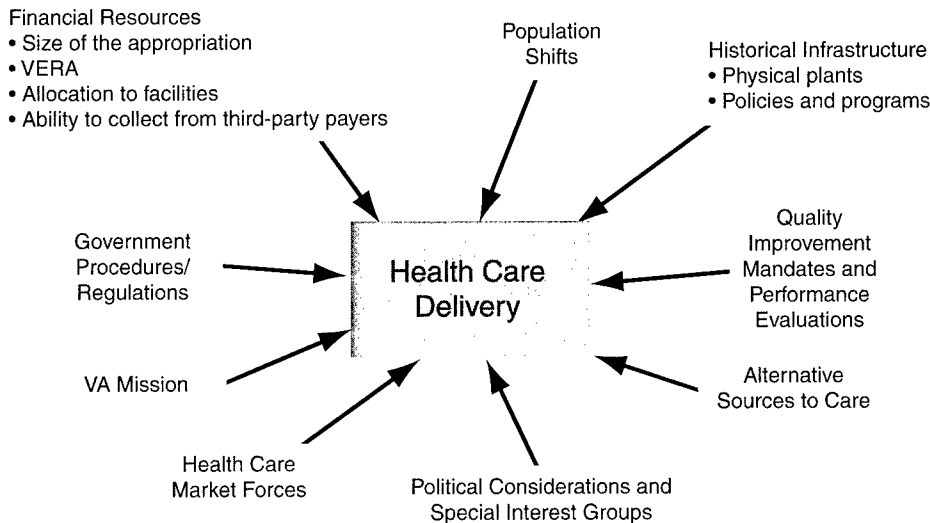 Financial Resources
• Size of the appropriation
• VERA
• Allocation to facilities
• Ability to collect from third-party payers
Population
Shifts
Historical Infrastructure
• Physical plants
• Policies and programs
Government
Procedures/
Regulations
Health Care
Delivery
Quality
Improvement
Mandates and
Performance
Evaluations
VA Mission
Alternative
Sources to Care
Health Care
Market Forces
Political Considerations and
Special Interest Groups